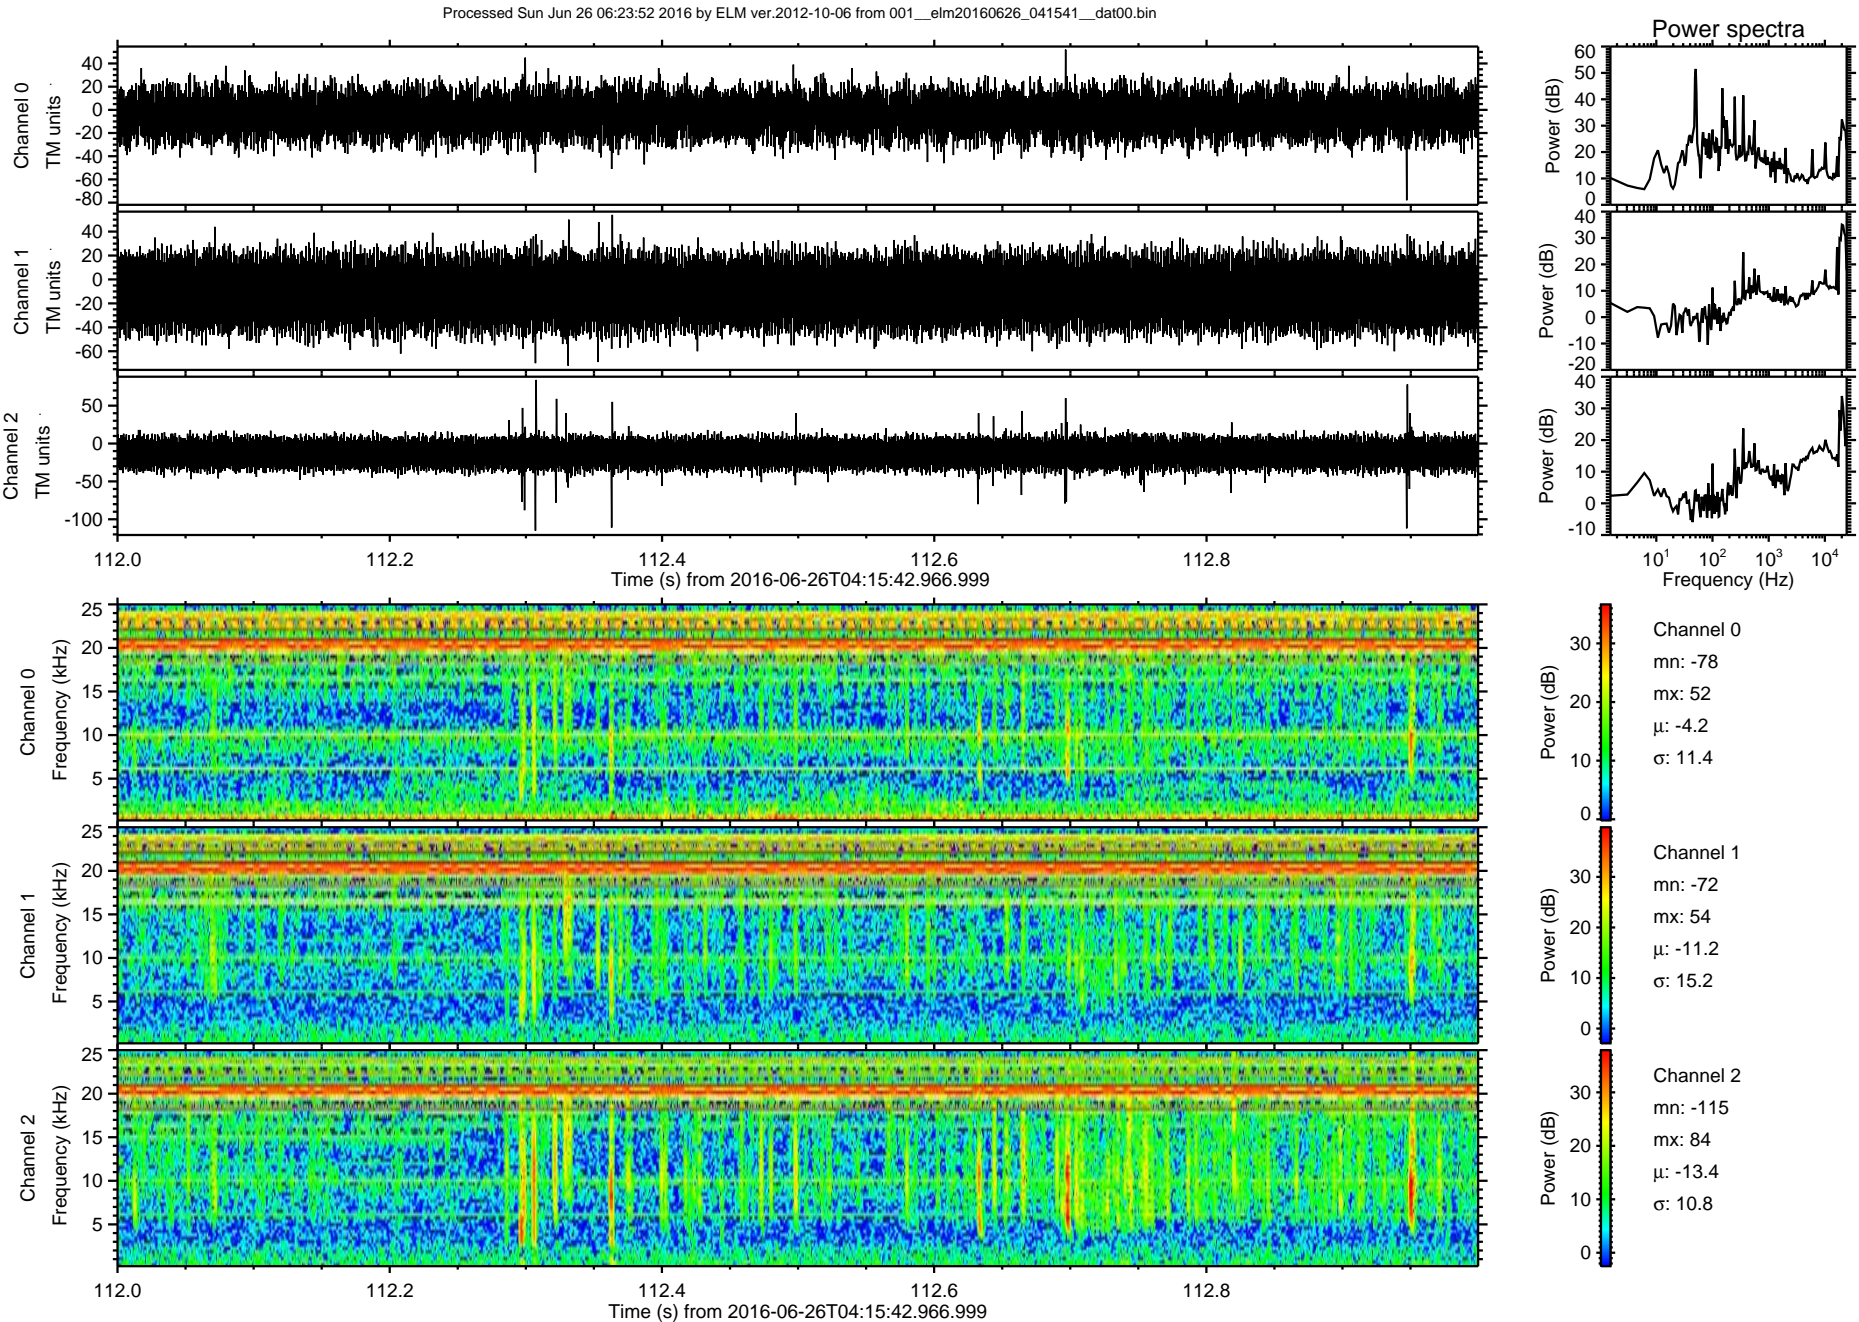 Processed Sun Jun 26 06:23:52 2016 by ELM ver.2012-10-06 from 001__elm20160626_041541__dat00.bin
Power spectra
Channel 0
TM units
40
20
0
-20
-40
-60
-80
Power (dB)
60
50
40
30
20
10
0
Channel 1
TM units
40
20
0
-20
-40
-60
Power (dB)
40
30
20
10
0
-10
-20
Channel 2
TM units
50
0
-50
-100
Power (dB)
40
30
20
10
0
-10
112.0 112.2 112.4 112.6 112.8
Time (s) from 2016-06-26T04:15:42.966.999
10¹ 10² 10³ 10⁴
Frequency (Hz)
Channel 0
Frequency (kHz)
25
20
15
10
5
Power (dB)
30
20
10
0
Channel 0
mn: -78
mx: 52
μ: -4.2
σ: 11.4
Channel 1
Frequency (kHz)
25
20
15
10
5
Power (dB)
30
20
10
0
Channel 1
mn: -72
mx: 54
μ: -11.2
σ: 15.2
Channel 2
Frequency (kHz)
25
20
15
10
5
Power (dB)
30
20
10
0
Channel 2
mn: -115
mx: 84
μ: -13.4
σ: 10.8
112.0 112.2 112.4 112.6 112.8
Time (s) from 2016-06-26T04:15:42.966.999